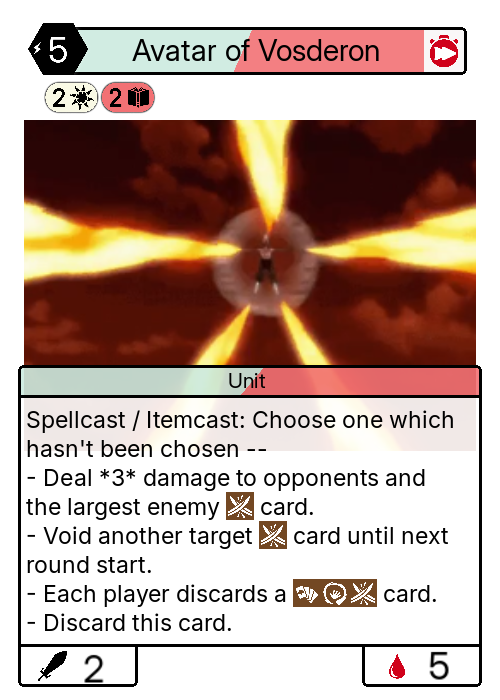 5
Avatar of Vosderon
2 2
Unit
Spellcast / Itemcast: Choose one which
hasn't been chosen --
- Deal *3* damage to opponents and
the largest enemy card.
- Void another target card until next
round start.
- Each player discards a card.
- Discard this card.
2
5